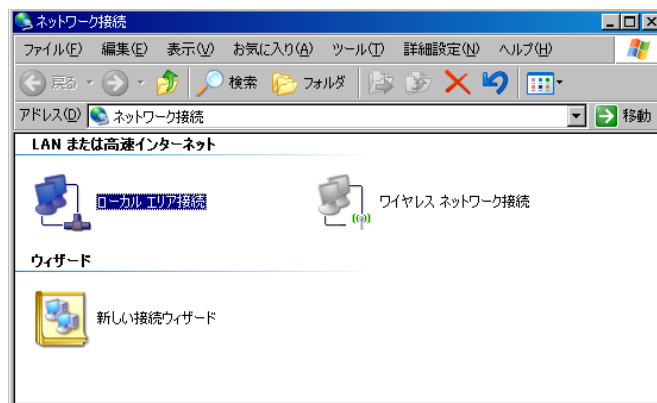 ネットワーク接続
ファイル(F) 編集(E) 表示(V) お気に入り(A) ツール(T) 詳細設定(N) ヘルプ(H)
戻る 検索 フォルダ
アドレス(D) ネットワーク接続 移動
LAN または高速インターネット
ローカル エリア接続 ワイヤレス ネットワーク接続
ウィザード
新しい接続ウィザード